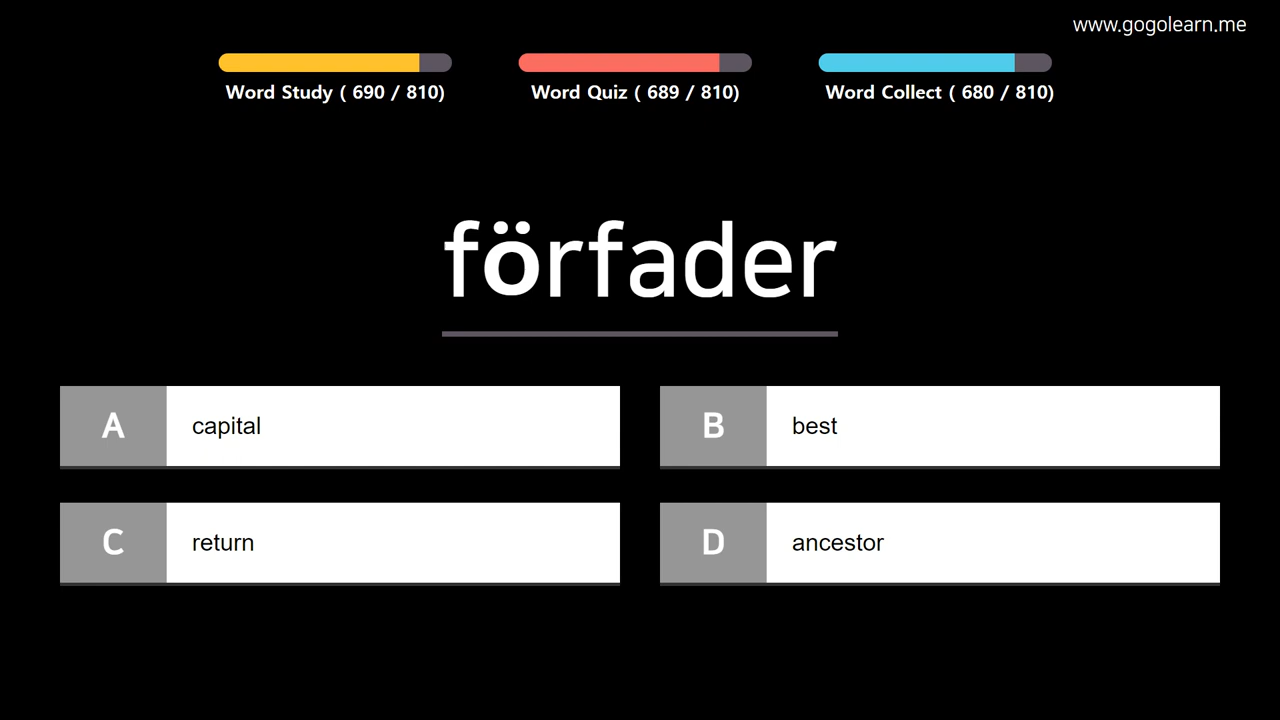 www.gogolearn.me
Word Study ( 690 / 810)
Word Quiz ( 689 / 810)
Word Collect ( 680 / 810)
förfader
A capital
B best
C return
D ancestor